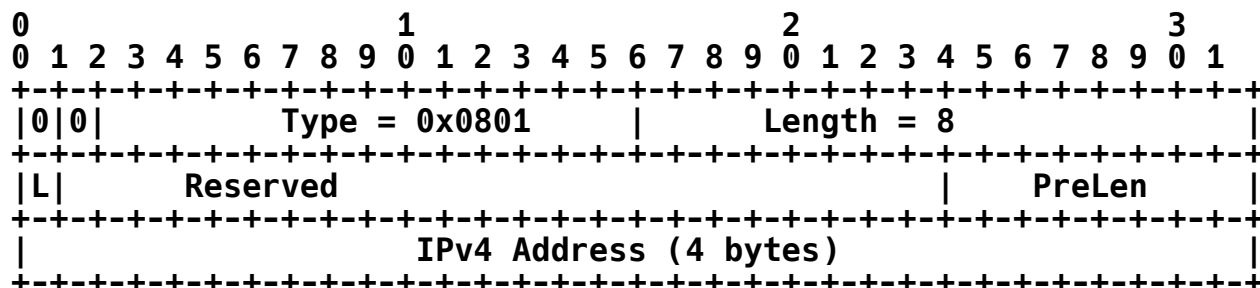 0                   1                   2                   3
0 1 2 3 4 5 6 7 8 9 0 1 2 3 4 5 6 7 8 9 0 1 2 3 4 5 6 7 8 9 0 1
+-+-+-+-+-+-+-+-+-+-+-+-+-+-+-+-+-+-+-+-+-+-+-+-+-+-+-+-+-+-+-+-+
|0|0|         Type = 0x0801     |      Length = 8               |
+-+-+-+-+-+-+-+-+-+-+-+-+-+-+-+-+-+-+-+-+-+-+-+-+-+-+-+-+-+-+-+-+
|L|      Reserved                               |    PreLen     |
+-+-+-+-+-+-+-+-+-+-+-+-+-+-+-+-+-+-+-+-+-+-+-+-+-+-+-+-+-+-+-+-+
|                    IPv4 Address (4 bytes)                     |
+-+-+-+-+-+-+-+-+-+-+-+-+-+-+-+-+-+-+-+-+-+-+-+-+-+-+-+-+-+-+-+-+